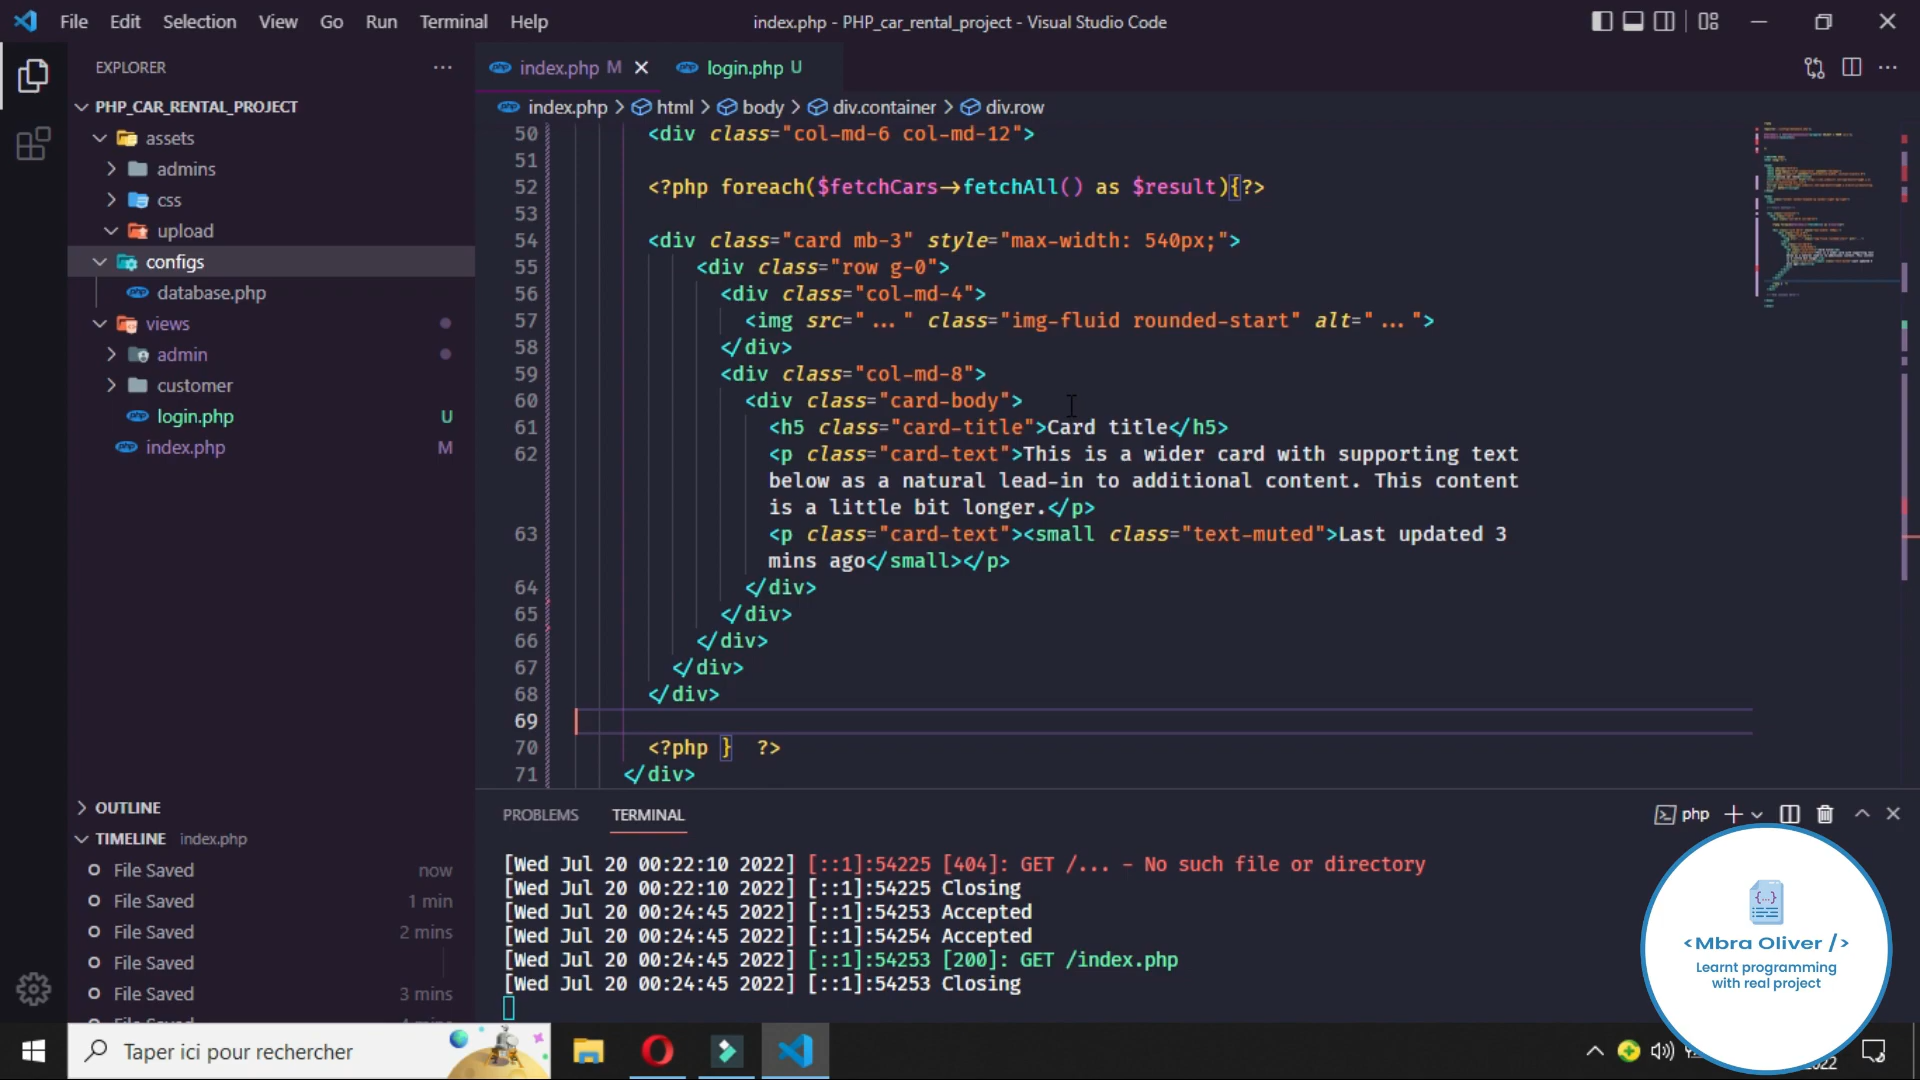 File Edit Selection View Go Run Terminal Help
index.php - PHP_car_rental_project - Visual Studio Code
EXPLORER
PHP_CAR_RENTAL_PROJECT
assets
admins
css
upload
configs
database.php
views
admin
customer
login.php U
index.php M
OUTLINE
TIMELINE index.php
File Saved now
File Saved 1 min
File Saved 2 mins
File Saved
File Saved 3 mins
index.php M
login.php U
index.php > html > body > div.container > div.row
50 <div class="col-md-6 col-md-12">
51
52 <?php foreach($fetchCars->fetchAll() as $result){?>
53
54 <div class="card mb-3" style="max-width: 540px;">
55 <div class="row g-0">
56 <div class="col-md-4">
57 <img src="..." class="img-fluid rounded-start" alt="...">
58 </div>
59 <div class="col-md-8">
60 <div class="card-body">
61 <h5 class="card-title">Card title</h5>
62 <p class="card-text">This is a wider card with supporting text
below as a natural lead-in to additional content. This content
is a little bit longer.</p>
63 <p class="card-text"><small class="text-muted">Last updated 3
mins ago</small></p>
64 </div>
65 </div>
66 </div>
67 </div>
68 </div>
69
70 <?php } ?>
71 </div>
PROBLEMS TERMINAL
php
[Wed Jul 20 00:22:10 2022] [::1]:54225 [404]: GET /... - No such file or directory
[Wed Jul 20 00:22:10 2022] [::1]:54225 Closing
[Wed Jul 20 00:24:45 2022] [::1]:54253 Accepted
[Wed Jul 20 00:24:45 2022] [::1]:54254 Accepted
[Wed Jul 20 00:24:45 2022] [::1]:54253 [200]: GET /index.php
[Wed Jul 20 00:24:45 2022] [::1]:54253 Closing
<Mbra Oliver />
Learnt programming
with real project
Taper ici pour rechercher